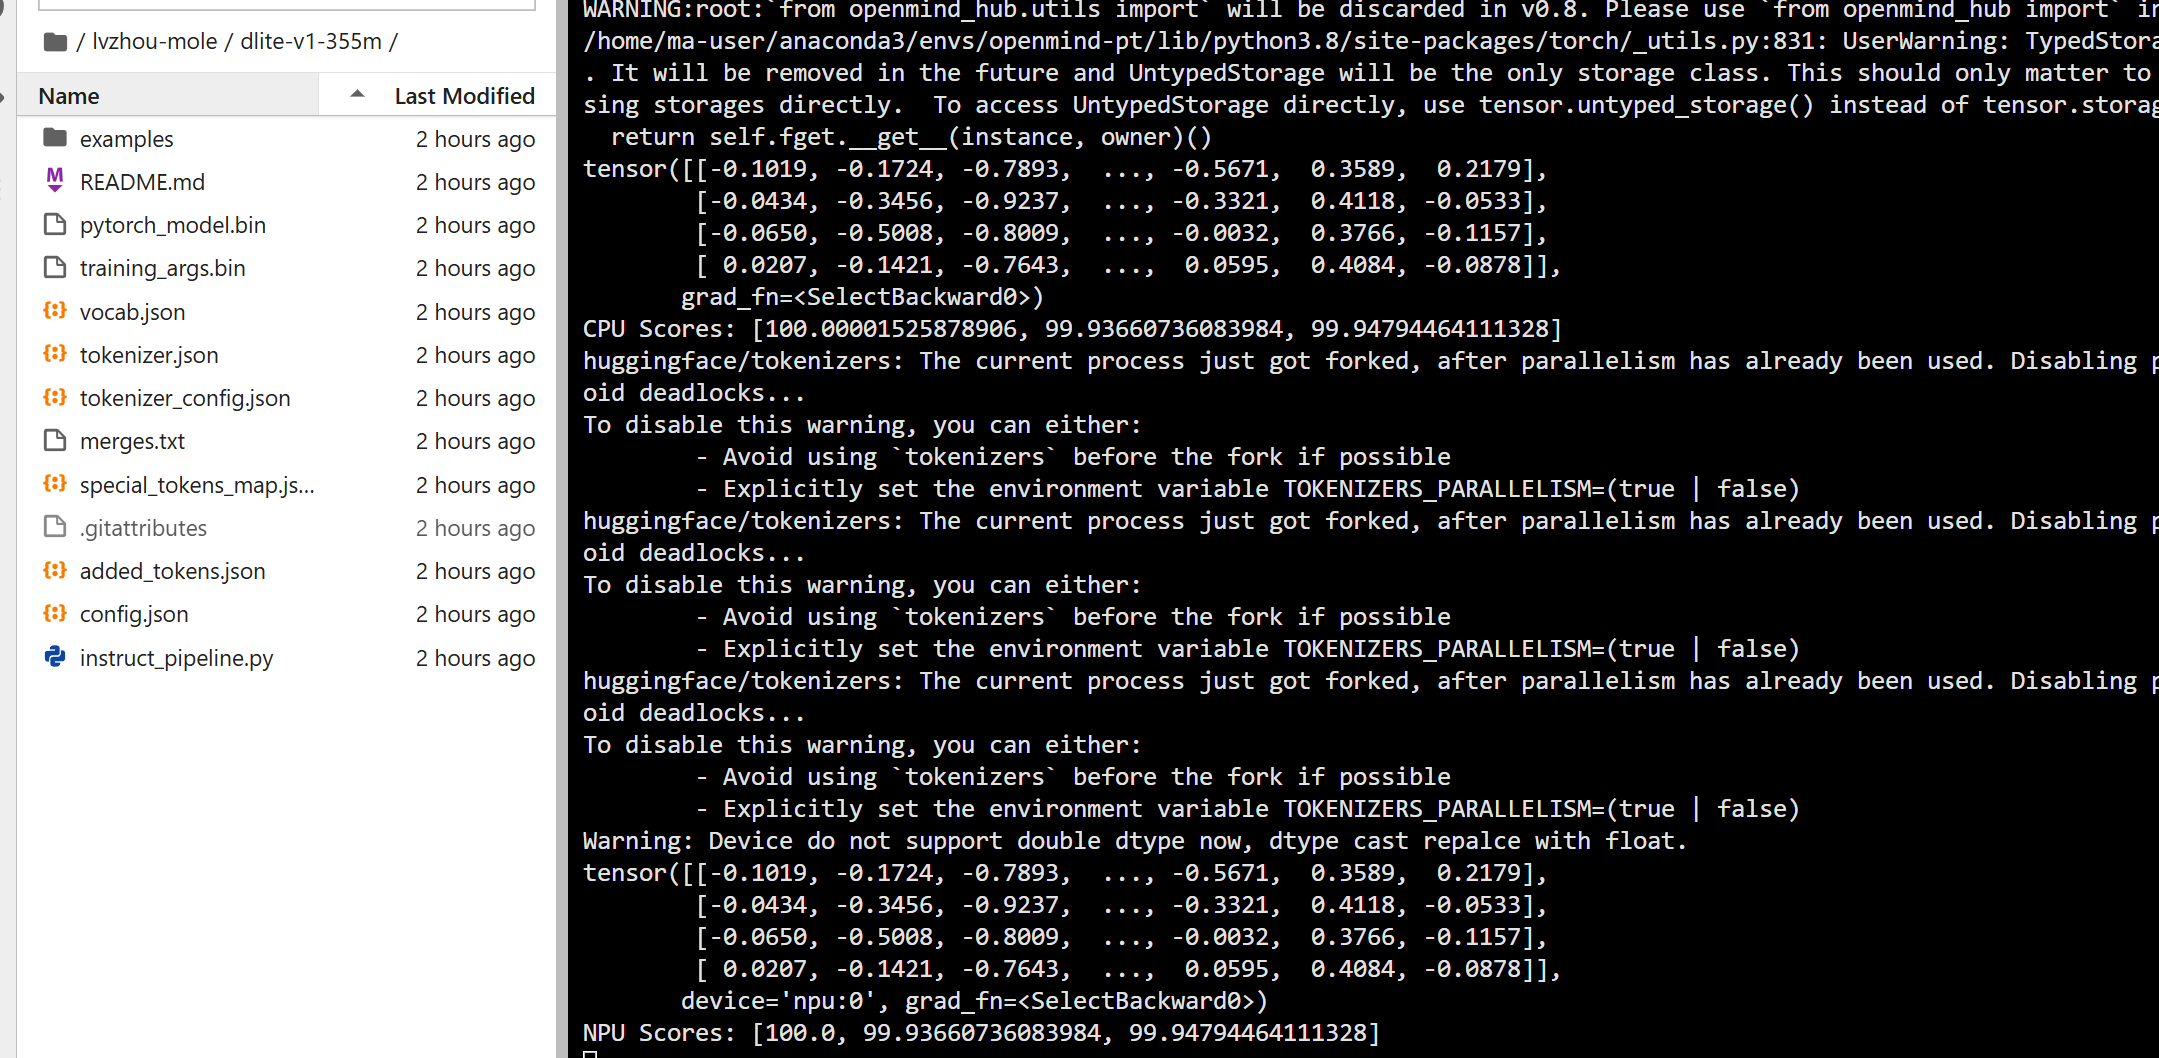 / lvzhou-mole / dlite-v1-355m /
Name Last Modified
examples 2 hours ago
README.md 2 hours ago
pytorch_model.bin 2 hours ago
training_args.bin 2 hours ago
vocab.json 2 hours ago
tokenizer.json 2 hours ago
tokenizer_config.json 2 hours ago
merges.txt 2 hours ago
special_tokens_map.js... 2 hours ago
.gitattributes 2 hours ago
added_tokens.json 2 hours ago
config.json 2 hours ago
instruct_pipeline.py 2 hours ago
WARNING:root:`from openmind_hub.utils import` will be discarded in v0.8. Please use `from openmind_hub import` in
/home/ma-user/anaconda3/envs/openmind-pt/lib/python3.8/site-packages/torch/_utils.py:831: UserWarning: TypedStora
. It will be removed in the future and UntypedStorage will be the only storage class. This should only matter to
sing storages directly.  To access UntypedStorage directly, use tensor.untyped_storage() instead of tensor.storag
  return self.fget.__get__(instance, owner)()
tensor([[-0.1019, -0.1724, -0.7893,  ..., -0.5671,  0.3589,  0.2179],
        [-0.0434, -0.3456, -0.9237,  ..., -0.3321,  0.4118, -0.0533],
        [-0.0650, -0.5008, -0.8009,  ..., -0.0032,  0.3766, -0.1157],
        [ 0.0207, -0.1421, -0.7643,  ...,  0.0595,  0.4084, -0.0878]],
       grad_fn=<SelectBackward0>)
CPU Scores: [100.00001525878906, 99.93660736083984, 99.94794464111328]
huggingface/tokenizers: The current process just got forked, after parallelism has already been used. Disabling p
oid deadlocks...
To disable this warning, you can either:
        - Avoid using `tokenizers` before the fork if possible
        - Explicitly set the environment variable TOKENIZERS_PARALLELISM=(true | false)
huggingface/tokenizers: The current process just got forked, after parallelism has already been used. Disabling p
oid deadlocks...
To disable this warning, you can either:
        - Avoid using `tokenizers` before the fork if possible
        - Explicitly set the environment variable TOKENIZERS_PARALLELISM=(true | false)
huggingface/tokenizers: The current process just got forked, after parallelism has already been used. Disabling p
oid deadlocks...
To disable this warning, you can either:
        - Avoid using `tokenizers` before the fork if possible
        - Explicitly set the environment variable TOKENIZERS_PARALLELISM=(true | false)
Warning: Device do not support double dtype now, dtype cast repalce with float.
tensor([[-0.1019, -0.1724, -0.7893,  ..., -0.5671,  0.3589,  0.2179],
        [-0.0434, -0.3456, -0.9237,  ..., -0.3321,  0.4118, -0.0533],
        [-0.0650, -0.5008, -0.8009,  ..., -0.0032,  0.3766, -0.1157],
        [ 0.0207, -0.1421, -0.7643,  ...,  0.0595,  0.4084, -0.0878]],
       device='npu:0', grad_fn=<SelectBackward0>)
NPU Scores: [100.0, 99.93660736083984, 99.94794464111328]